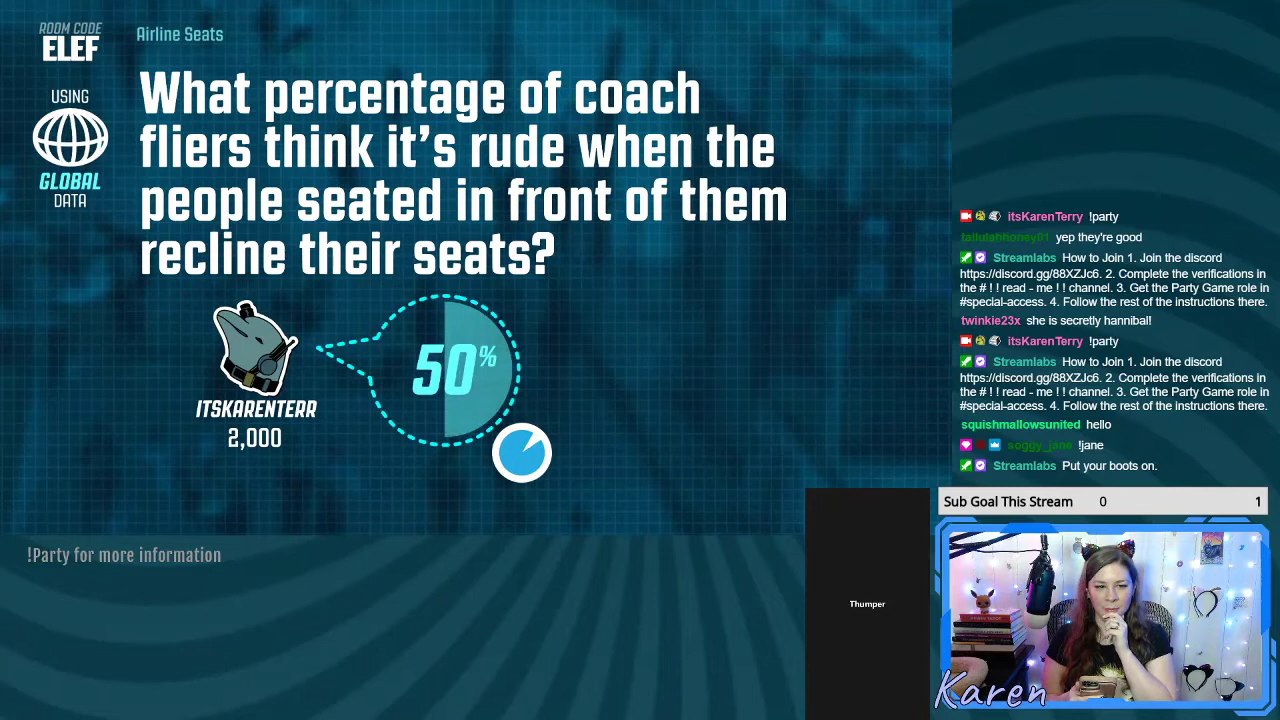 ROOM CODE
ELEF
USING
GLOBAL
DATA
Airline Seats
What percentage of coach
fliers think it's rude when the
people seated in front of them
recline their seats?
50%
ITSKARENTERR
2,000
!Party for more information
itsKarenTerry !party
yep they're good
Streamlabs How to Join 1. Join the discord
https://discord.gg/88XZJc6. 2. Complete the verifications in
the # ! ! read - me ! ! channel. 3. Get the Party Game role in
#special-access. 4. Follow the rest of the instructions there.
twinkie23x she is secretly hannibal!
itsKarenTerry !party
Streamlabs How to Join 1. Join the discord
https://discord.gg/88XZJc6. 2. Complete the verifications in
the # ! ! read - me ! ! channel. 3. Get the Party Game role in
#special-access. 4. Follow the rest of the instructions there.
squishmallowsunited hello
soggy_jane !jane
Streamlabs Put your boots on.
Sub Goal This Stream 0 1
Thumper
Karen